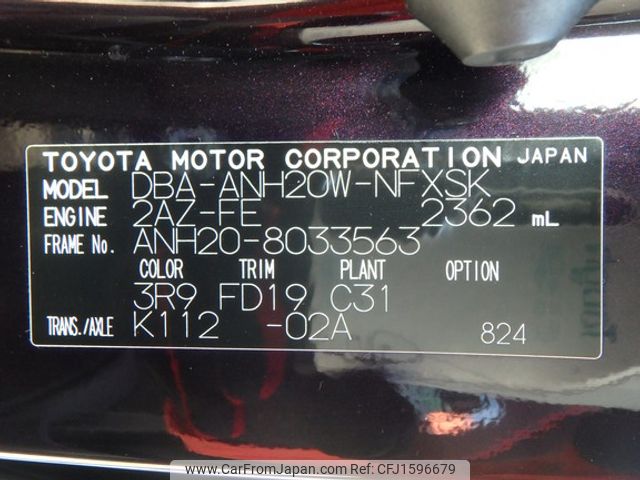 TOYOTA MOTOR CORPORATION JAPAN
MODEL DBA-ANH20W-NFXSK
ENGINE 2AZ-FE 2362 mL
FRAME No. ANH20-8033563
COLOR TRIM PLANT OPTION
3R9 FD19 C31
TRANS./AXLE K112 -02A 824
www.CarFromJapan.com - CFJ1596679